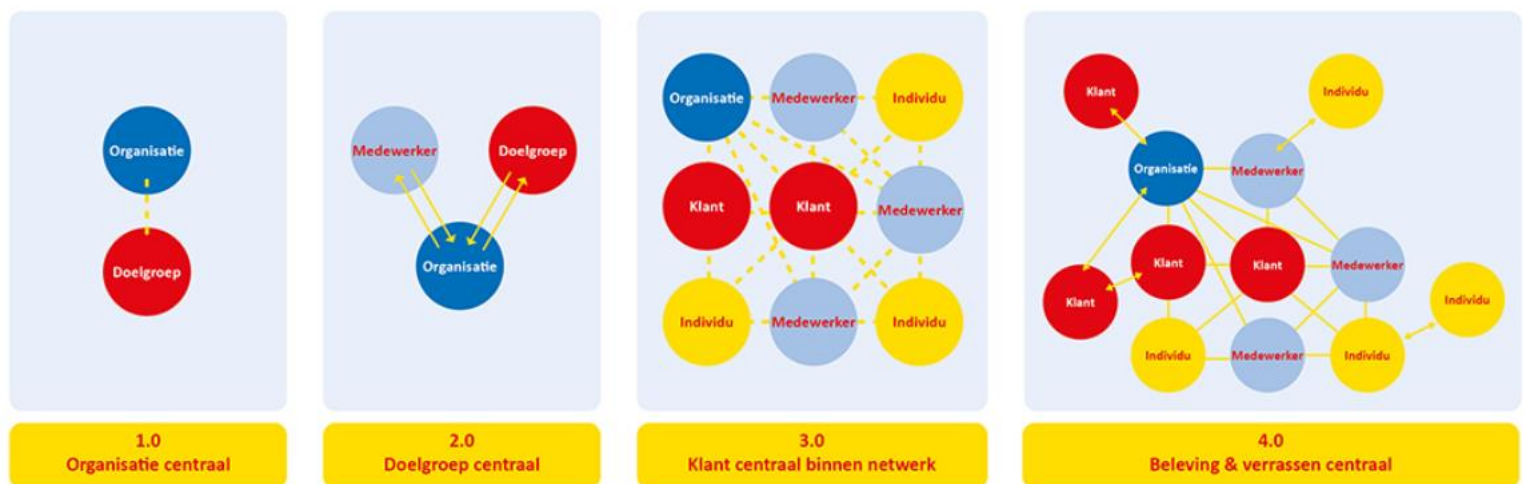 Organisatie
Doelgroep
1.0
Organisatie centraal
Medewerker
Doelgroep
Organisatie
2.0
Doelgroep centraal
Organisatie
Medewerker
Individu
Klant
Klant
Medewerker
Individu
Medewerker
Individu
3.0
Klant centraal binnen netwerk
Klant
Individu
Organisatie
Medewerker
Klant
Klant
Medewerker
Klant
Individu
Individu
Medewerker
Individu
4.0
Beleving & verrassen centraal